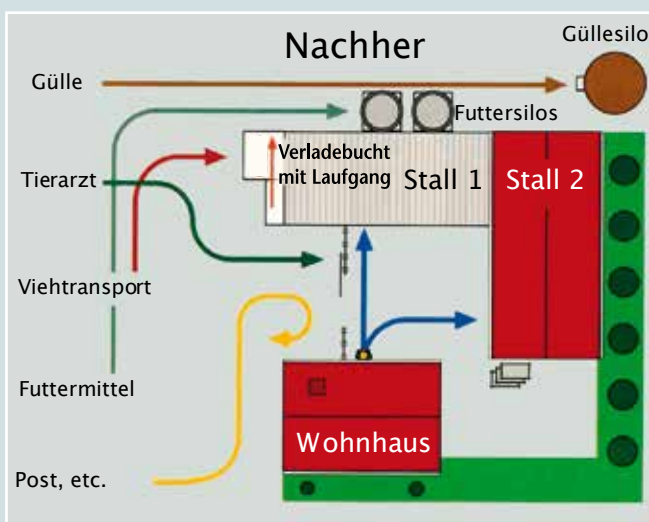 Nachher
Güllesilo
Gülle
Futtersilos
Verladebucht
mit Laufgang
Stall 1
Stall 2
Tierarzt
Viehtransport
Futtermittel
Wohnhaus
Post, etc.